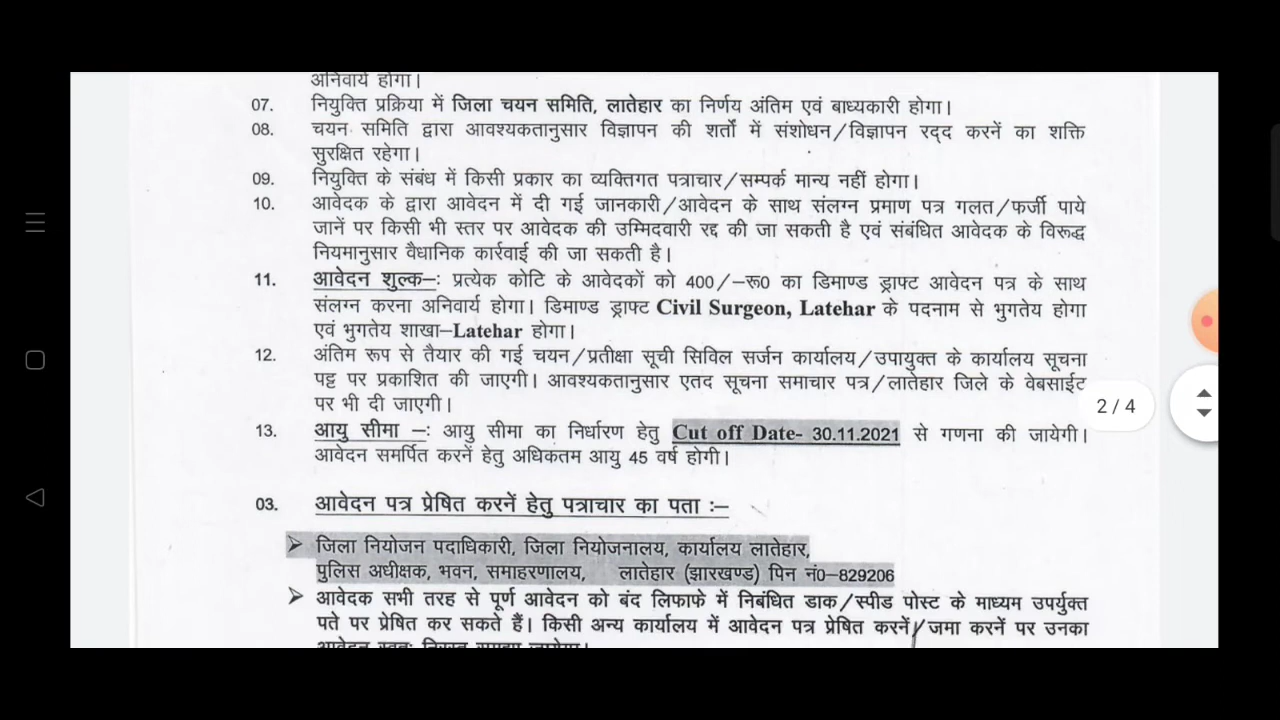 अनिवार्य होगा।
07. नियुक्ति प्रक्रिया में जिला चयन समिति, लातेहार का निर्णय अंतिम एवं बाध्यकारी होगा।
08. चयन समिति द्वारा आवश्यकतानुसार विज्ञापन की शर्तों में संशोधन/विज्ञापन रद्द करनें का शक्ति
सुरक्षित रहेगा।
09. नियुक्ति के संबंध में किसी प्रकार का व्यक्तिगत पत्राचार/सम्पर्क मान्य नहीं होगा।
10. आवेदक के द्वारा आवेदन में दी गई जानकारी/आवेदन के साथ संलग्न प्रमाण पत्र गलत/फर्जी पाये
जानें पर किसी भी स्तर पर आवेदक की उम्मिदवारी रद्द की जा सकती है एवं संबंधित आवेदक के विरूद्ध
नियमानुसार वैधानिक कार्रवाई की जा सकती है।
11. आवेदन शुल्क–: प्रत्येक कोटि के आवेदकों को 400/–रू0 का डिमाण्ड ड्राफ्ट आवेदन पत्र के साथ
संलग्न करना अनिवार्य होगा। डिमाण्ड ड्राफ्ट Civil Surgeon, Latehar के पदनाम से भुगतेय होगा
एवं भुगतेय शाखा–Latehar होगा।
12. अंतिम रूप से तैयार की गई चयन/प्रतीक्षा सूची सिविल सर्जन कार्यालय/उपायुक्त के कार्यालय सूचना
पट्ट पर प्रकाशित की जाएगी। आवश्यकतानुसार एतद सूचना समाचार पत्र/लातेहार जिले के वेबसाईट
पर भी दी जाएगी।
2 / 4
13. आयु सीमा –: आयु सीमा का निर्धारण हेतु Cut off Date- 30.11.2021 से गणना की जायेगी।
आवेदन समर्पित करनें हेतु अधिकतम आयु 45 वर्ष होगी।
03. आवेदन पत्र प्रेषित करनें हेतु पत्राचार का पता :–
➢ जिला नियोजन पदाधिकारी, जिला नियोजनालय, कार्यालय लातेहार,
पुलिस अधीक्षक, भवन, समाहरणालय, लातेहार (झारखण्ड) पिन नं0–829206
➢ आवेदक सभी तरह से पूर्ण आवेदन को बंद लिफाफे में निबंधित डाक/स्पीड पोस्ट के माध्यम उपर्युक्त
पते पर प्रेषित कर सकते हैं। किसी अन्य कार्यालय में आवेदन पत्र प्रेषित करनें/जमा करनें पर उनका